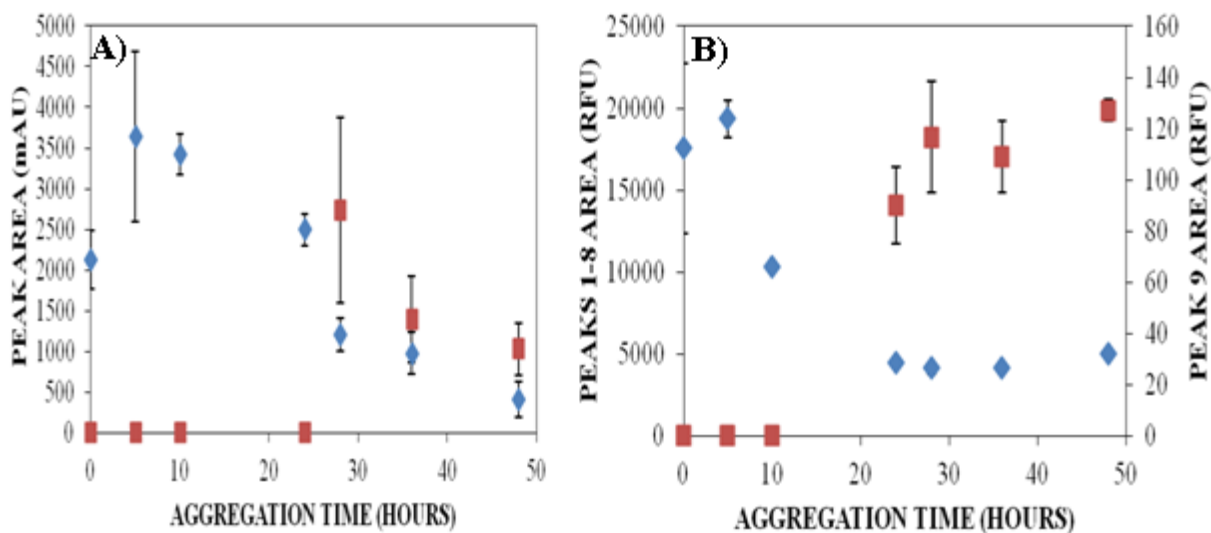 A)
PEAK AREA (mAU)
5000
4500
4000
3500
3000
2500
2000
1500
1000
500
0
0 10 20 30 40 50
AGGREGATION TIME (HOURS)
B)
PEAKS 1-8 AREA (RFU)
25000
20000
15000
10000
5000
0
0 10 20 30 40 50
AGGREGATION TIME (HOURS)
160
140
120
100
80
60
40
20
0
PEAK 9 AREA (RFU)